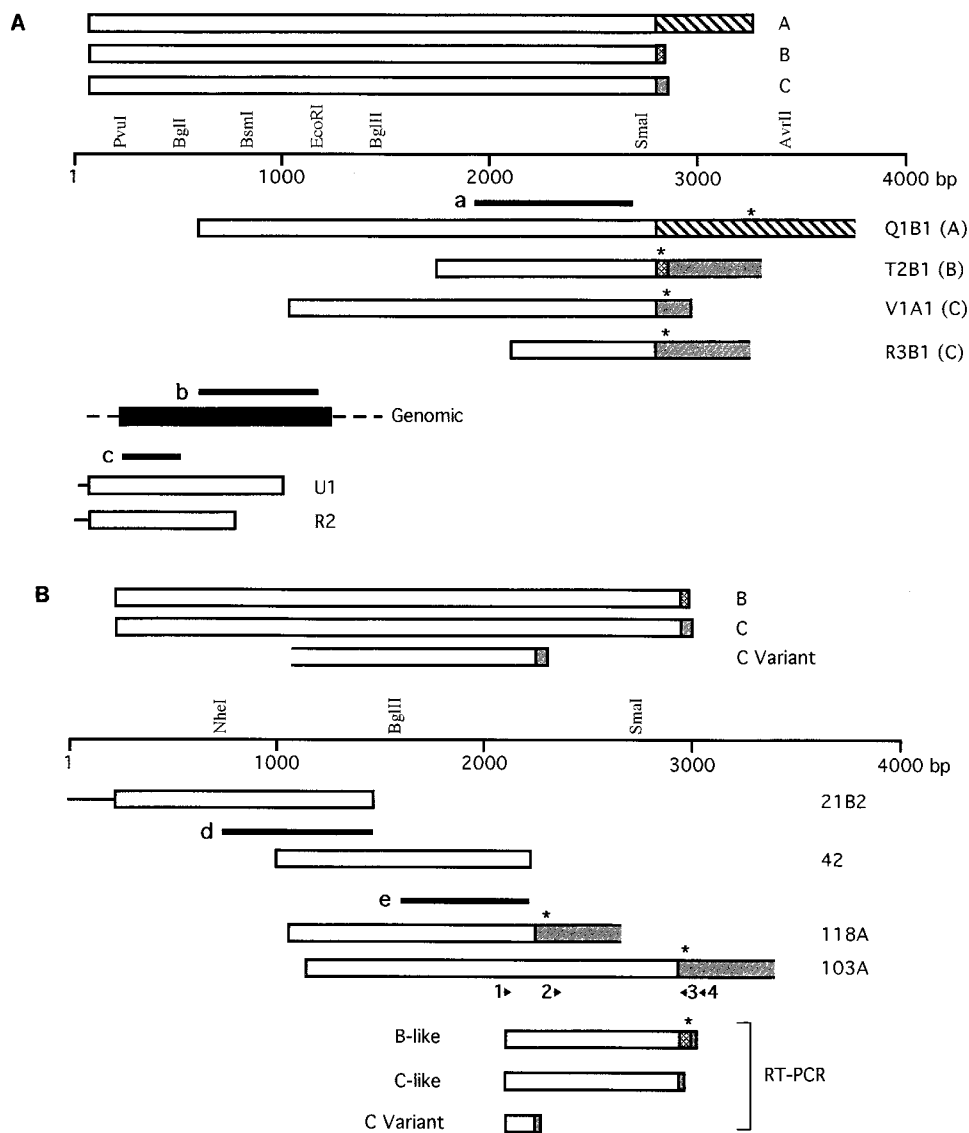 A
A
B
C
PvuI
BglI
BsmI
EcoRI
BglII
SmaI
AvrII
1 1000 2000 3000 4000 bp
a
*
Q1B1 (A)
*
T2B1 (B)
*
V1A1 (C)
*
R3B1 (C)
b
Genomic
c
U1
R2
B
B
C
C Variant
NheI
BglII
SmaI
1 1000 2000 3000 4000 bp
21B2
d
42
e
*
118A
*
103A
1 2 3 4
*
B-like
C-like
RT-PCR
C Variant